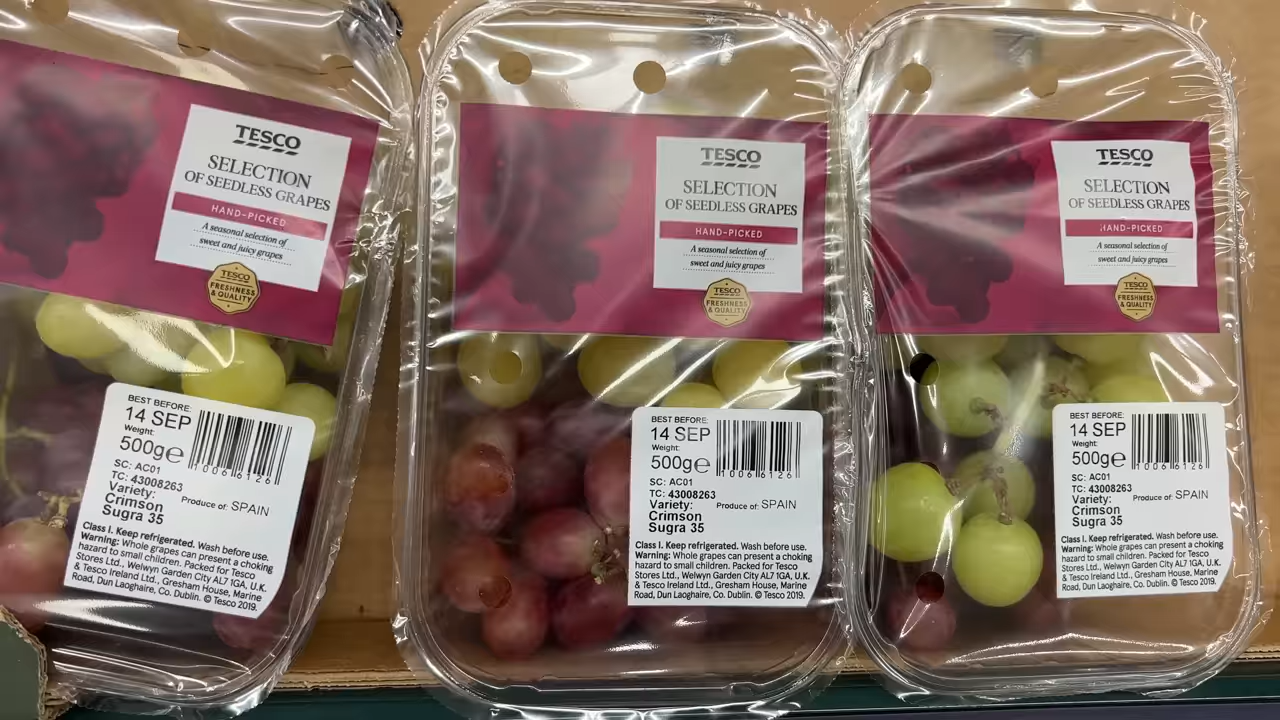 TESCO
SELECTION
OF SEEDLESS GRAPES
HAND-PICKED
A seasonal selection of
sweet and juicy grapes
TESCO
FRESHNESS
& QUALITY
BEST BEFORE:
14 SEP
Weight:
500g℮
10066126
SC: AC01
TC: 43008263
Variety:
Crimson
Sugra 35
Produce of: SPAIN
Class I. Keep refrigerated. Wash before use.
Warning: Whole grapes can present a choking
hazard to small children. Packed for Tesco
Stores Ltd., Welwyn Garden City AL7 1GA, U.K.
& Tesco Ireland Ltd., Gresham House, Marine
Road, Dun Laoghaire, Co. Dublin. © Tesco 2019.
TESCO
SELECTION
OF SEEDLESS GRAPES
HAND-PICKED
A seasonal selection of
sweet and juicy grapes
TESCO
FRESHNESS
& QUALITY
BEST BEFORE:
14 SEP
Weight:
500g℮
10066126
SC: AC01
TC: 43008263
Variety:
Crimson
Sugra 35
Produce of: SPAIN
Class I. Keep refrigerated. Wash before use.
Warning: Whole grapes can present a choking
hazard to small children. Packed for Tesco
Stores Ltd., Welwyn Garden City AL7 1GA, U.K.
& Tesco Ireland Ltd., Gresham House, Marine
Road, Dun Laoghaire, Co. Dublin. © Tesco 2019.
TESCO
SELECTION
OF SEEDLESS GRAPES
HAND-PICKED
A seasonal selection of
sweet and juicy grapes
TESCO
FRESHNESS
& QUALITY
BEST BEFORE:
14 SEP
Weight:
500g℮
10066126
SC: AC01
TC: 43008263
Variety:
Crimson
Sugra 35
Produce of: SPAIN
Class I. Keep refrigerated. Wash before use.
Warning: Whole grapes can present a choking
hazard to small children. Packed for Tesco
Stores Ltd., Welwyn Garden City AL7 1GA, U.K.
& Tesco Ireland Ltd., Gresham House, Marine
Road, Dun Laoghaire, Co. Dublin. © Tesco 2019.